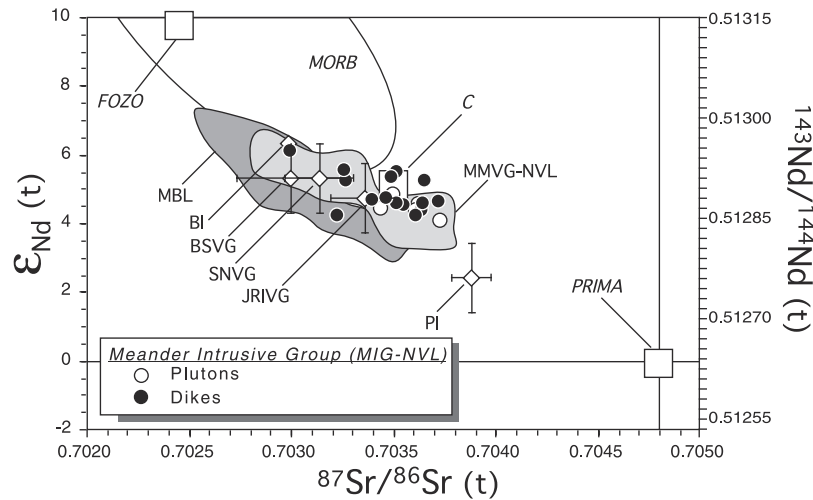 10
8
6
4
2
0
-2
εNd (t)
0.7020
0.7025
0.7030
0.7035
0.7040
0.7045
0.7050
87Sr/86Sr (t)
0.51315
0.51300
0.51285
0.51270
0.51255
143Nd/144Nd (t)
FOZO
MORB
C
MMVG-NVL
MBL
BI
BSVG
SNVG
JRIVG
PI
PRIMA
Meander Intrusive Group (MIG-NVL)
Plutons
Dikes